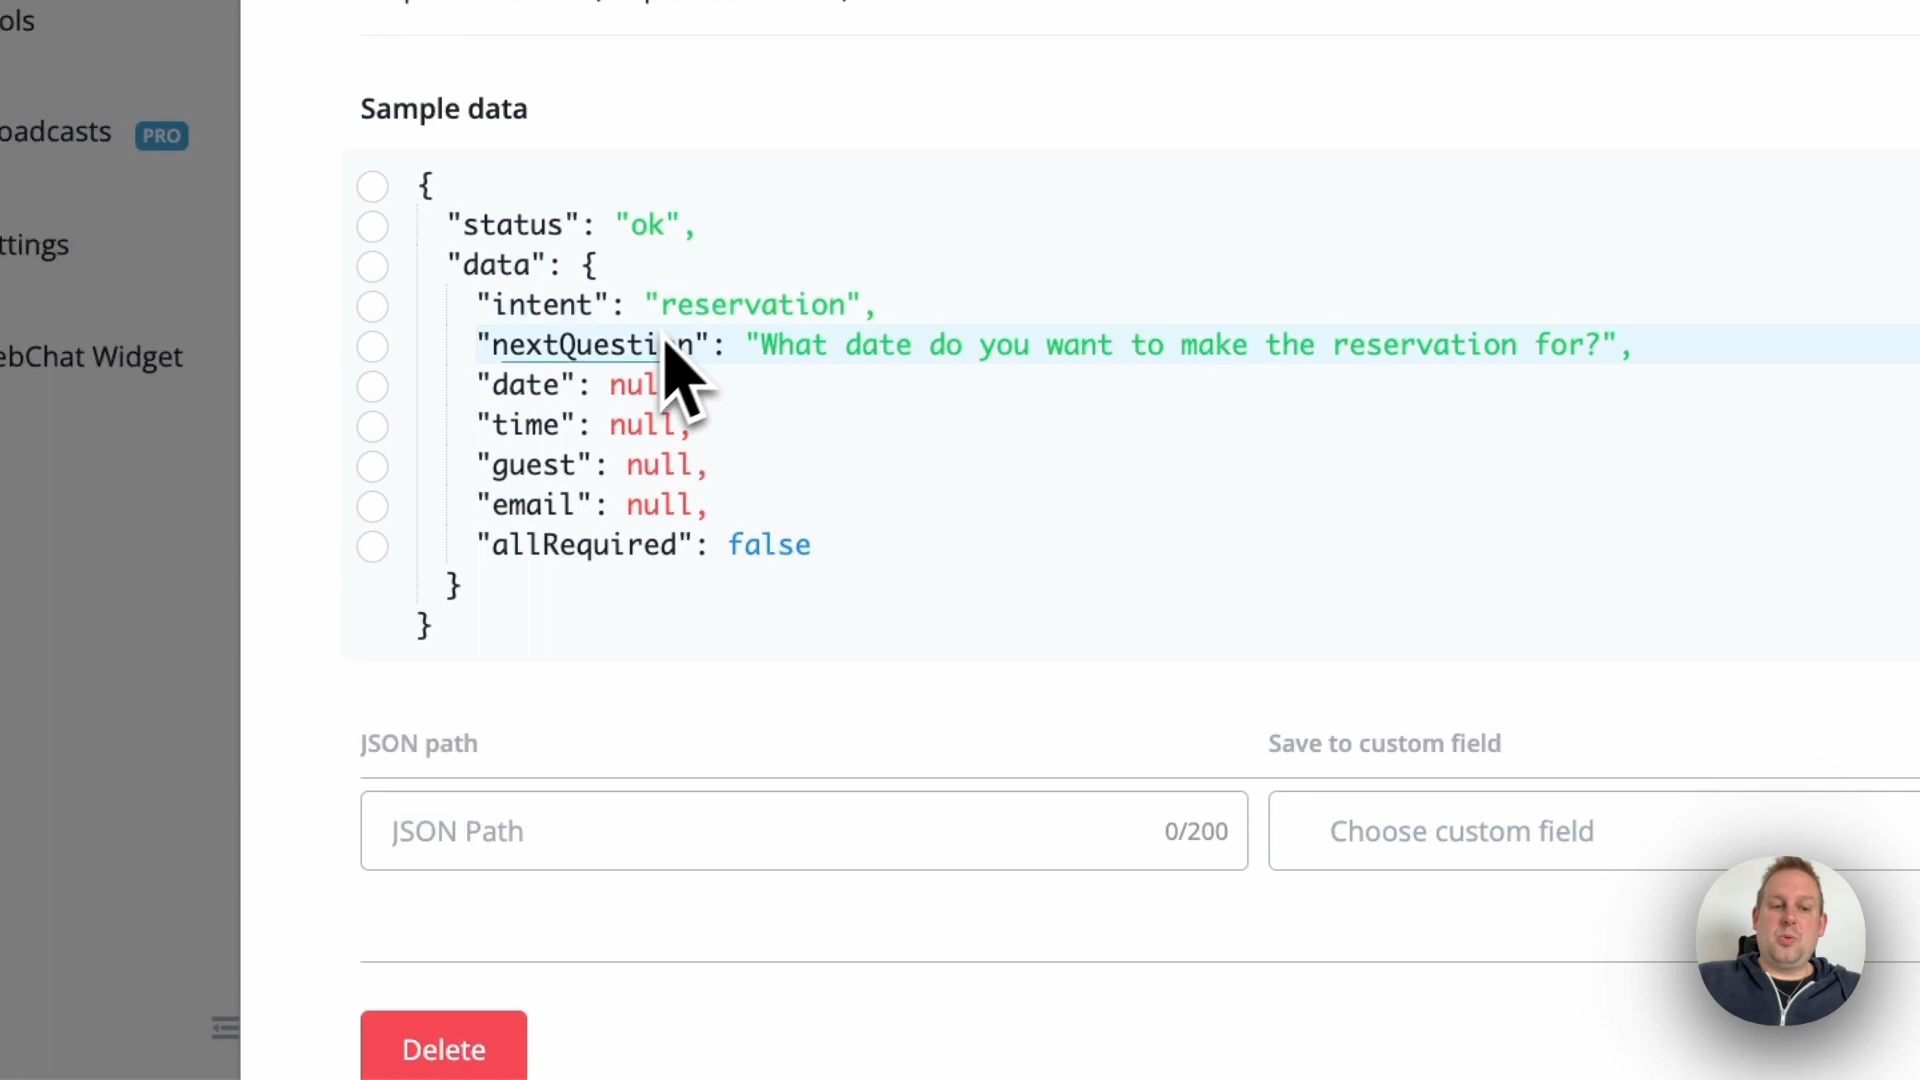 ols
oadcasts PRO
ttings
ebChat Widget
Sample data
{
"status": "ok",
"data": {
"intent": "reservation",
"nextQuestion": "What date do you want to make the reservation for?",
"date": nul
"time": null,
"guest": null,
"email": null,
"allRequired": false
}
}
JSON path
Save to custom field
JSON Path 0/200
Choose custom field
Delete